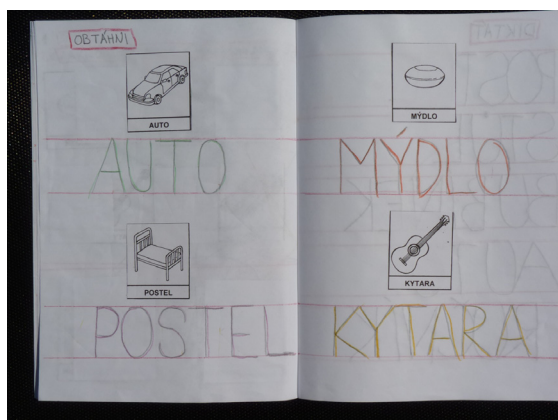 OBTÁHNI
AUTO
AUTO
POSTEL
POSTEL
MÝDLO
MÝDLO
KYTARA
KYTARA